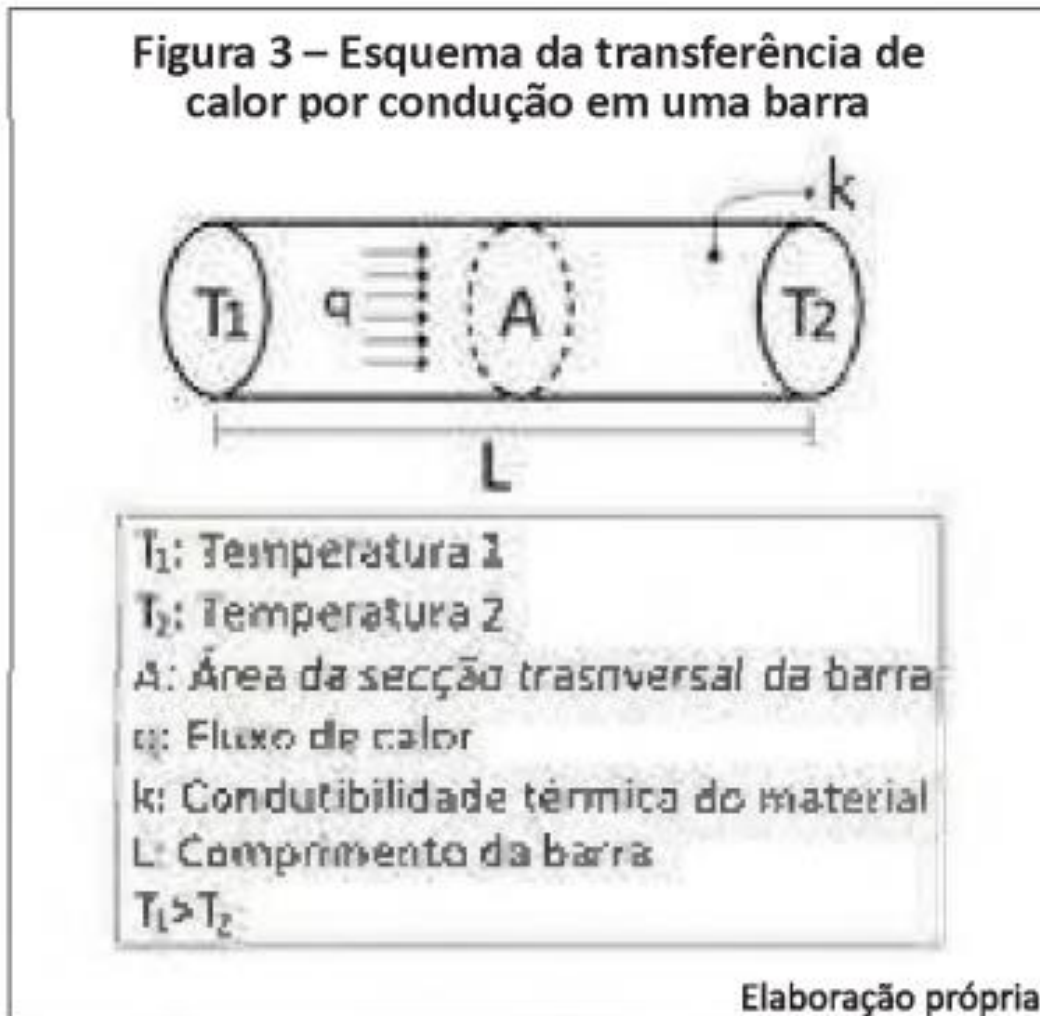 Figura 3 – Esquema da transferência de
calor por condução em uma barra
k
T1 q A T2
L
T₁: Temperatura 1
T₂: Temperatura 2
A: Área da secção trasnversal da barra
q: Fluxo de calor
k: Condutibilidade térmica do material
L: Comprimento da barra
T₁>T₂
Elaboração própria